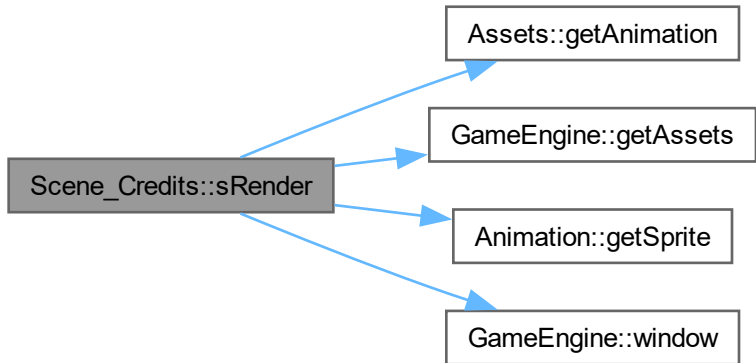 Assets::getAnimation
GameEngine::getAssets
Scene_Credits::sRender
Animation::getSprite
GameEngine::window